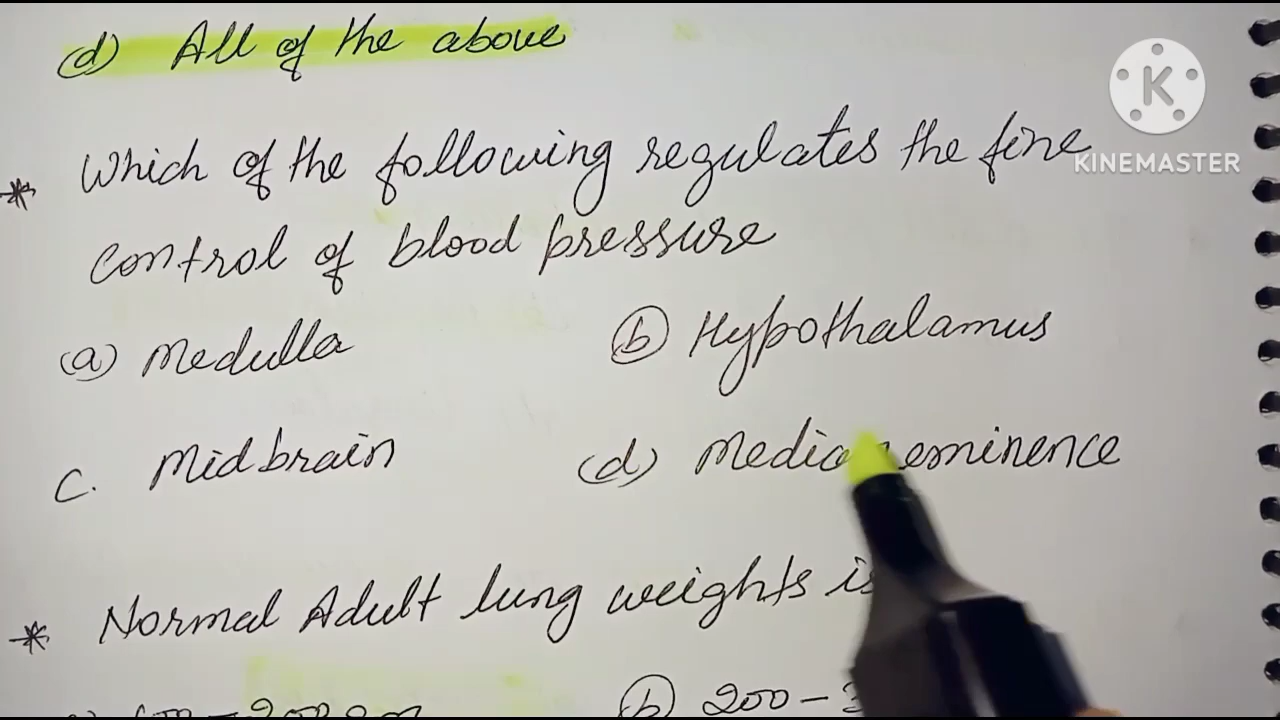 (d) All of the above
K
KINEMASTER
* Which of the following regulates the fine
control of blood pressure
(a) Medulla (b) Hypothalamus
C. Midbrain (d) Median eminence
* Normal Adult lung weights is
(b) 200 -